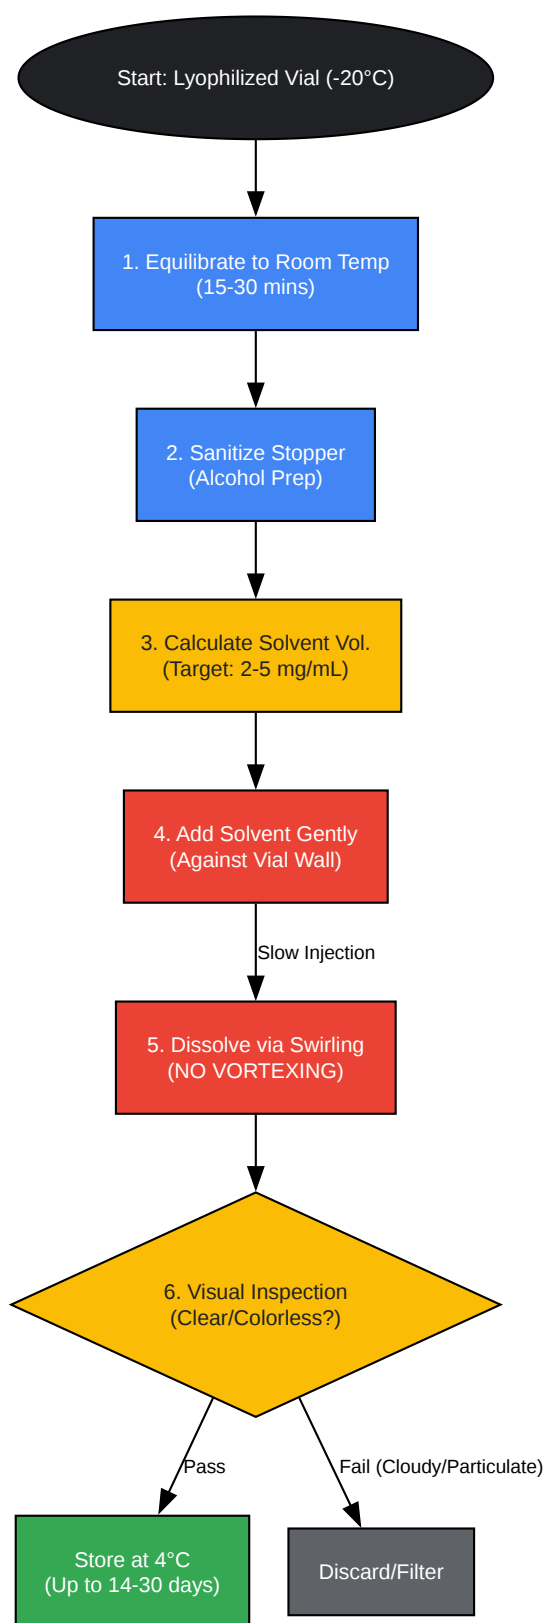 Start: Lyophilized Vial (-20°C)
1. Equilibrate to Room Temp
(15-30 mins)
2. Sanitize Stopper
(Alcohol Prep)
3. Calculate Solvent Vol.
(Target: 2-5 mg/mL)
4. Add Solvent Gently
(Against Vial Wall)
Slow Injection
5. Dissolve via Swirling
(NO VORTEXING)
6. Visual Inspection
(Clear/Colorless?)
Pass
Fail (Cloudy/Particulate)
Store at 4°C
(Up to 14-30 days)
Discard/Filter